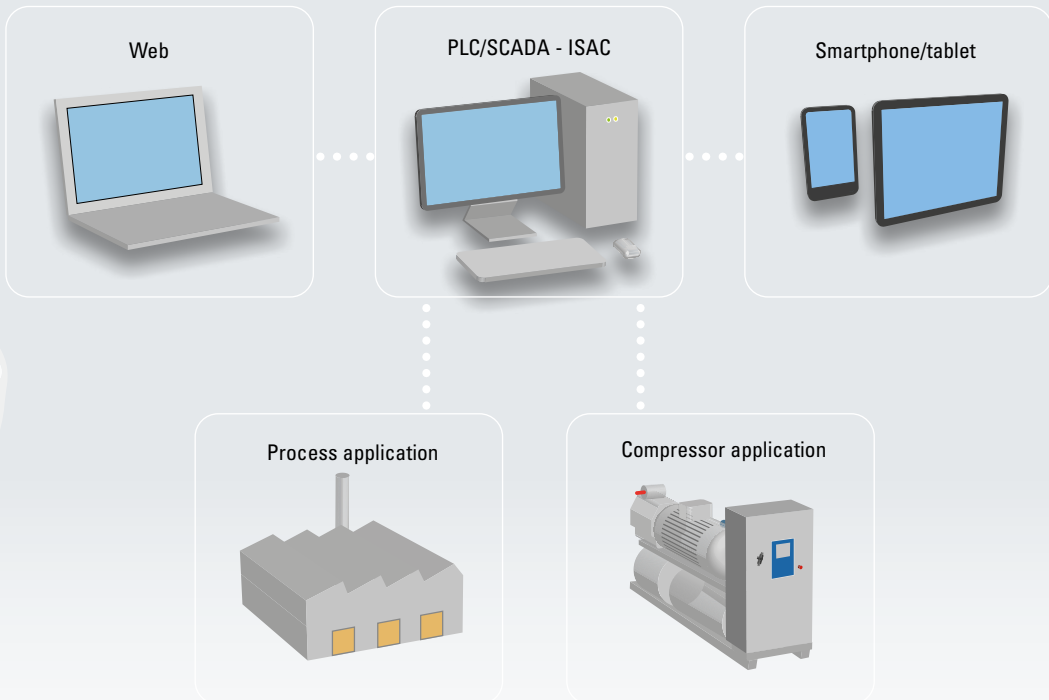 Web
PLC/SCADA - ISAC
Smartphone/tablet
Process application
Compressor application